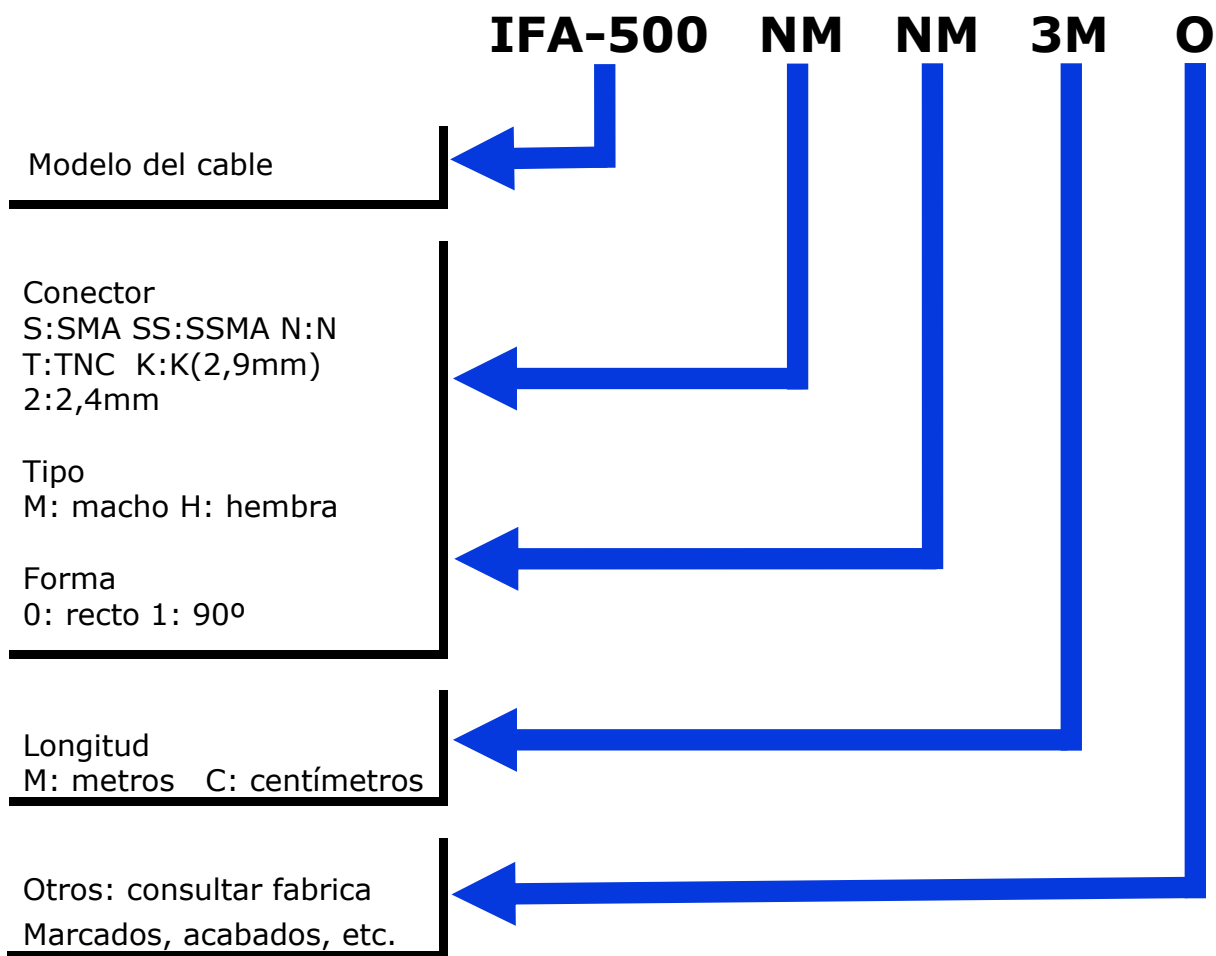 IFA-500 NM NM 3M O
Modelo del cable
Conector
S:SMA SS:SSMA N:N
T:TNC K:K(2,9mm)
2:2,4mm
Tipo
M: macho H: hembra
Forma
0: recto 1: 90º
Longitud
M: metros C: centímetros
Otros: consultar fabrica
Marcados, acabados, etc.